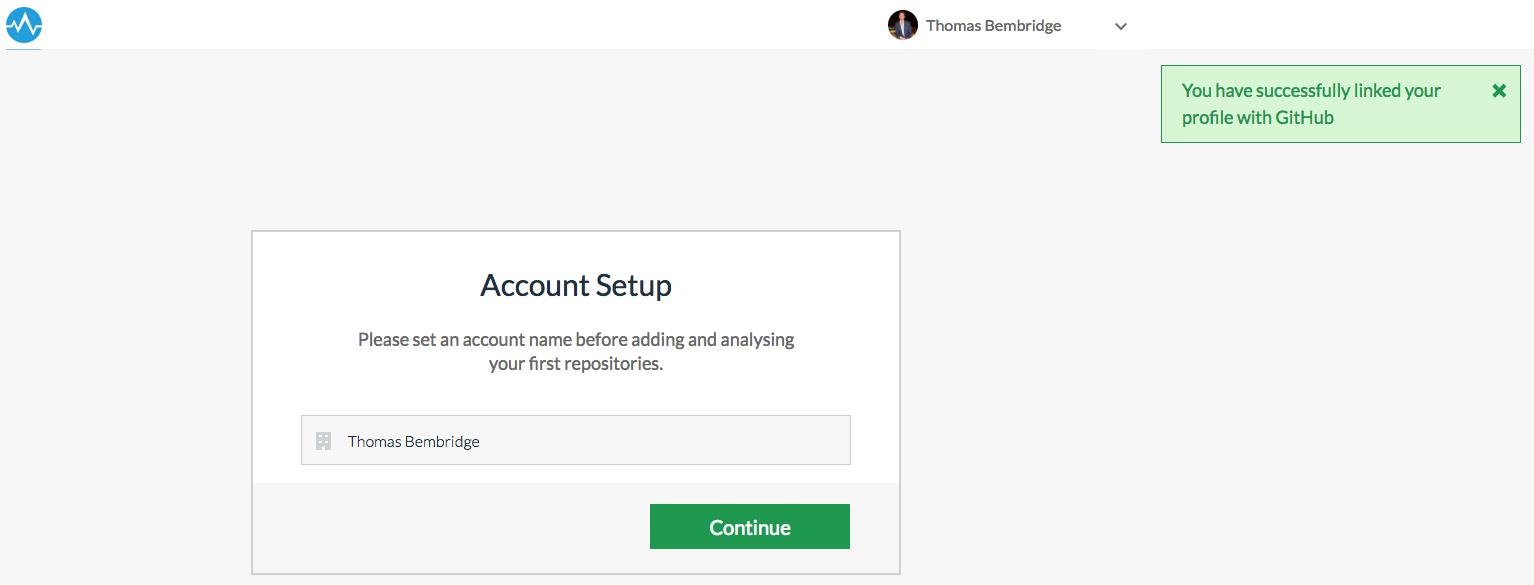 Thomas Bembridge
You have successfully linked your
profile with GitHub
Account Setup
Please set an account name before adding and analysing
your first repositories.
Thomas Bembridge
Continue